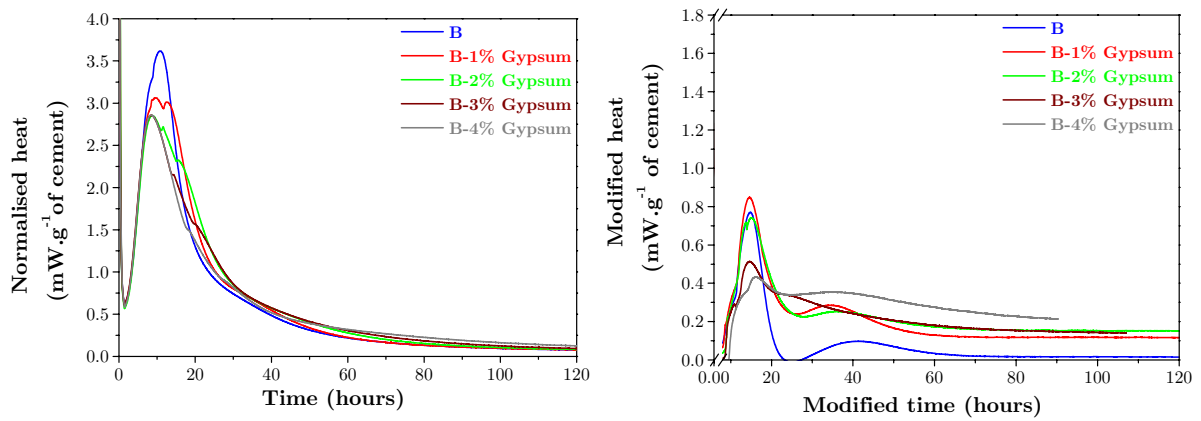 Normalised heat
(mW.g-1 of cement)
4.0
3.5
3.0
2.5
2.0
1.5
1.0
0.5
0.0
B
B-1% Gypsum
B-2% Gypsum
B-3% Gypsum
B-4% Gypsum
0 20 40 60 80 100 120
Time (hours)
Modified heat
(mW.g-1 of cement)
1.8
1.6
1.4
1.2
1.0
0.8
0.6
0.4
0.2
0.0
B
B-1% Gypsum
B-2% Gypsum
B-3% Gypsum
B-4% Gypsum
0.00 20 40 60 80 100 120
Modified time (hours)